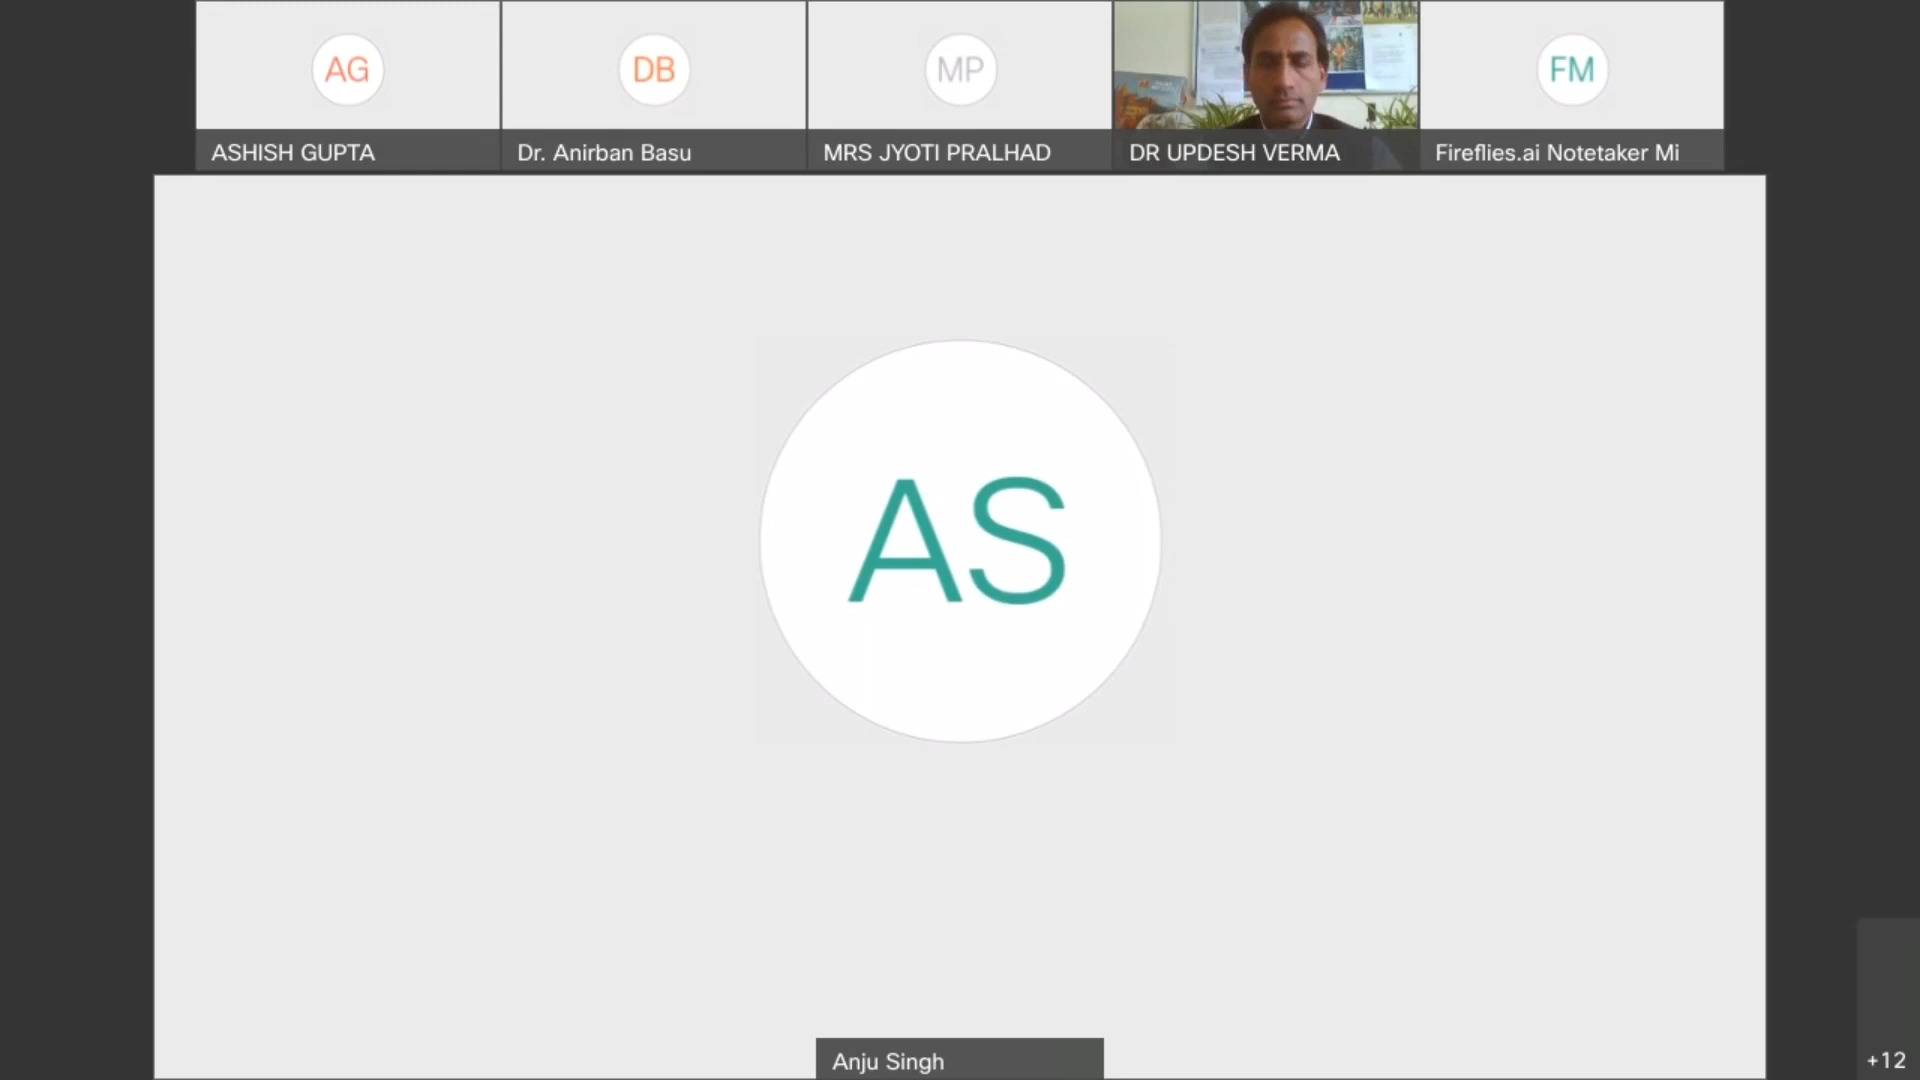 AG
ASHISH GUPTA
DB
Dr. Anirban Basu
MP
MRS JYOTI PRALHAD
DR UPDESH VERMA
FM
Fireflies.ai Notetaker Mi
AS
Anju Singh
+12